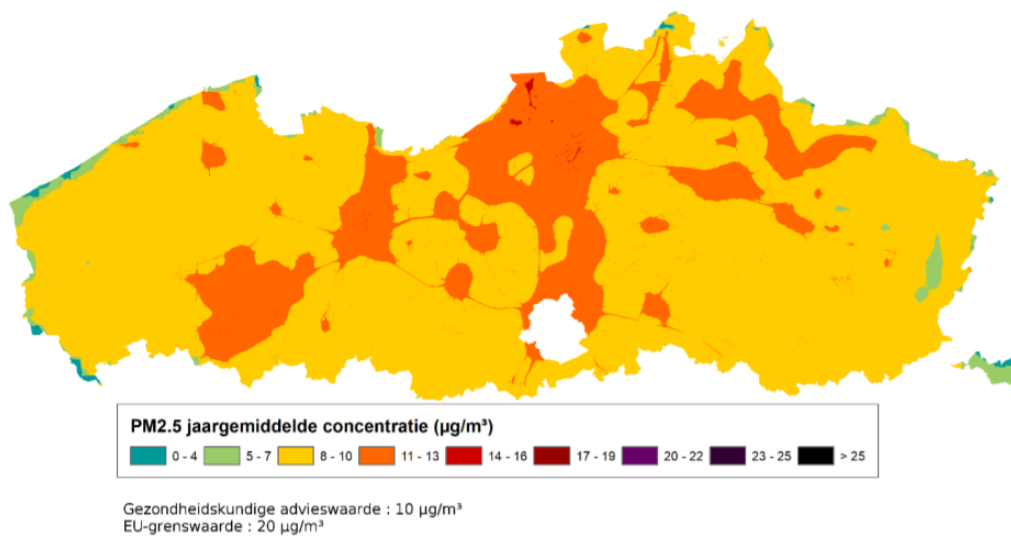 PM2.5 jaargemiddelde concentratie (µg/m³)
0 - 4 5 - 7 8 - 10 11 - 13 14 - 16 17 - 19 20 - 22 23 - 25 > 25
Gezondheidskundige advieswaarde : 10 µg/m³
EU-grenswaarde : 20 µg/m³